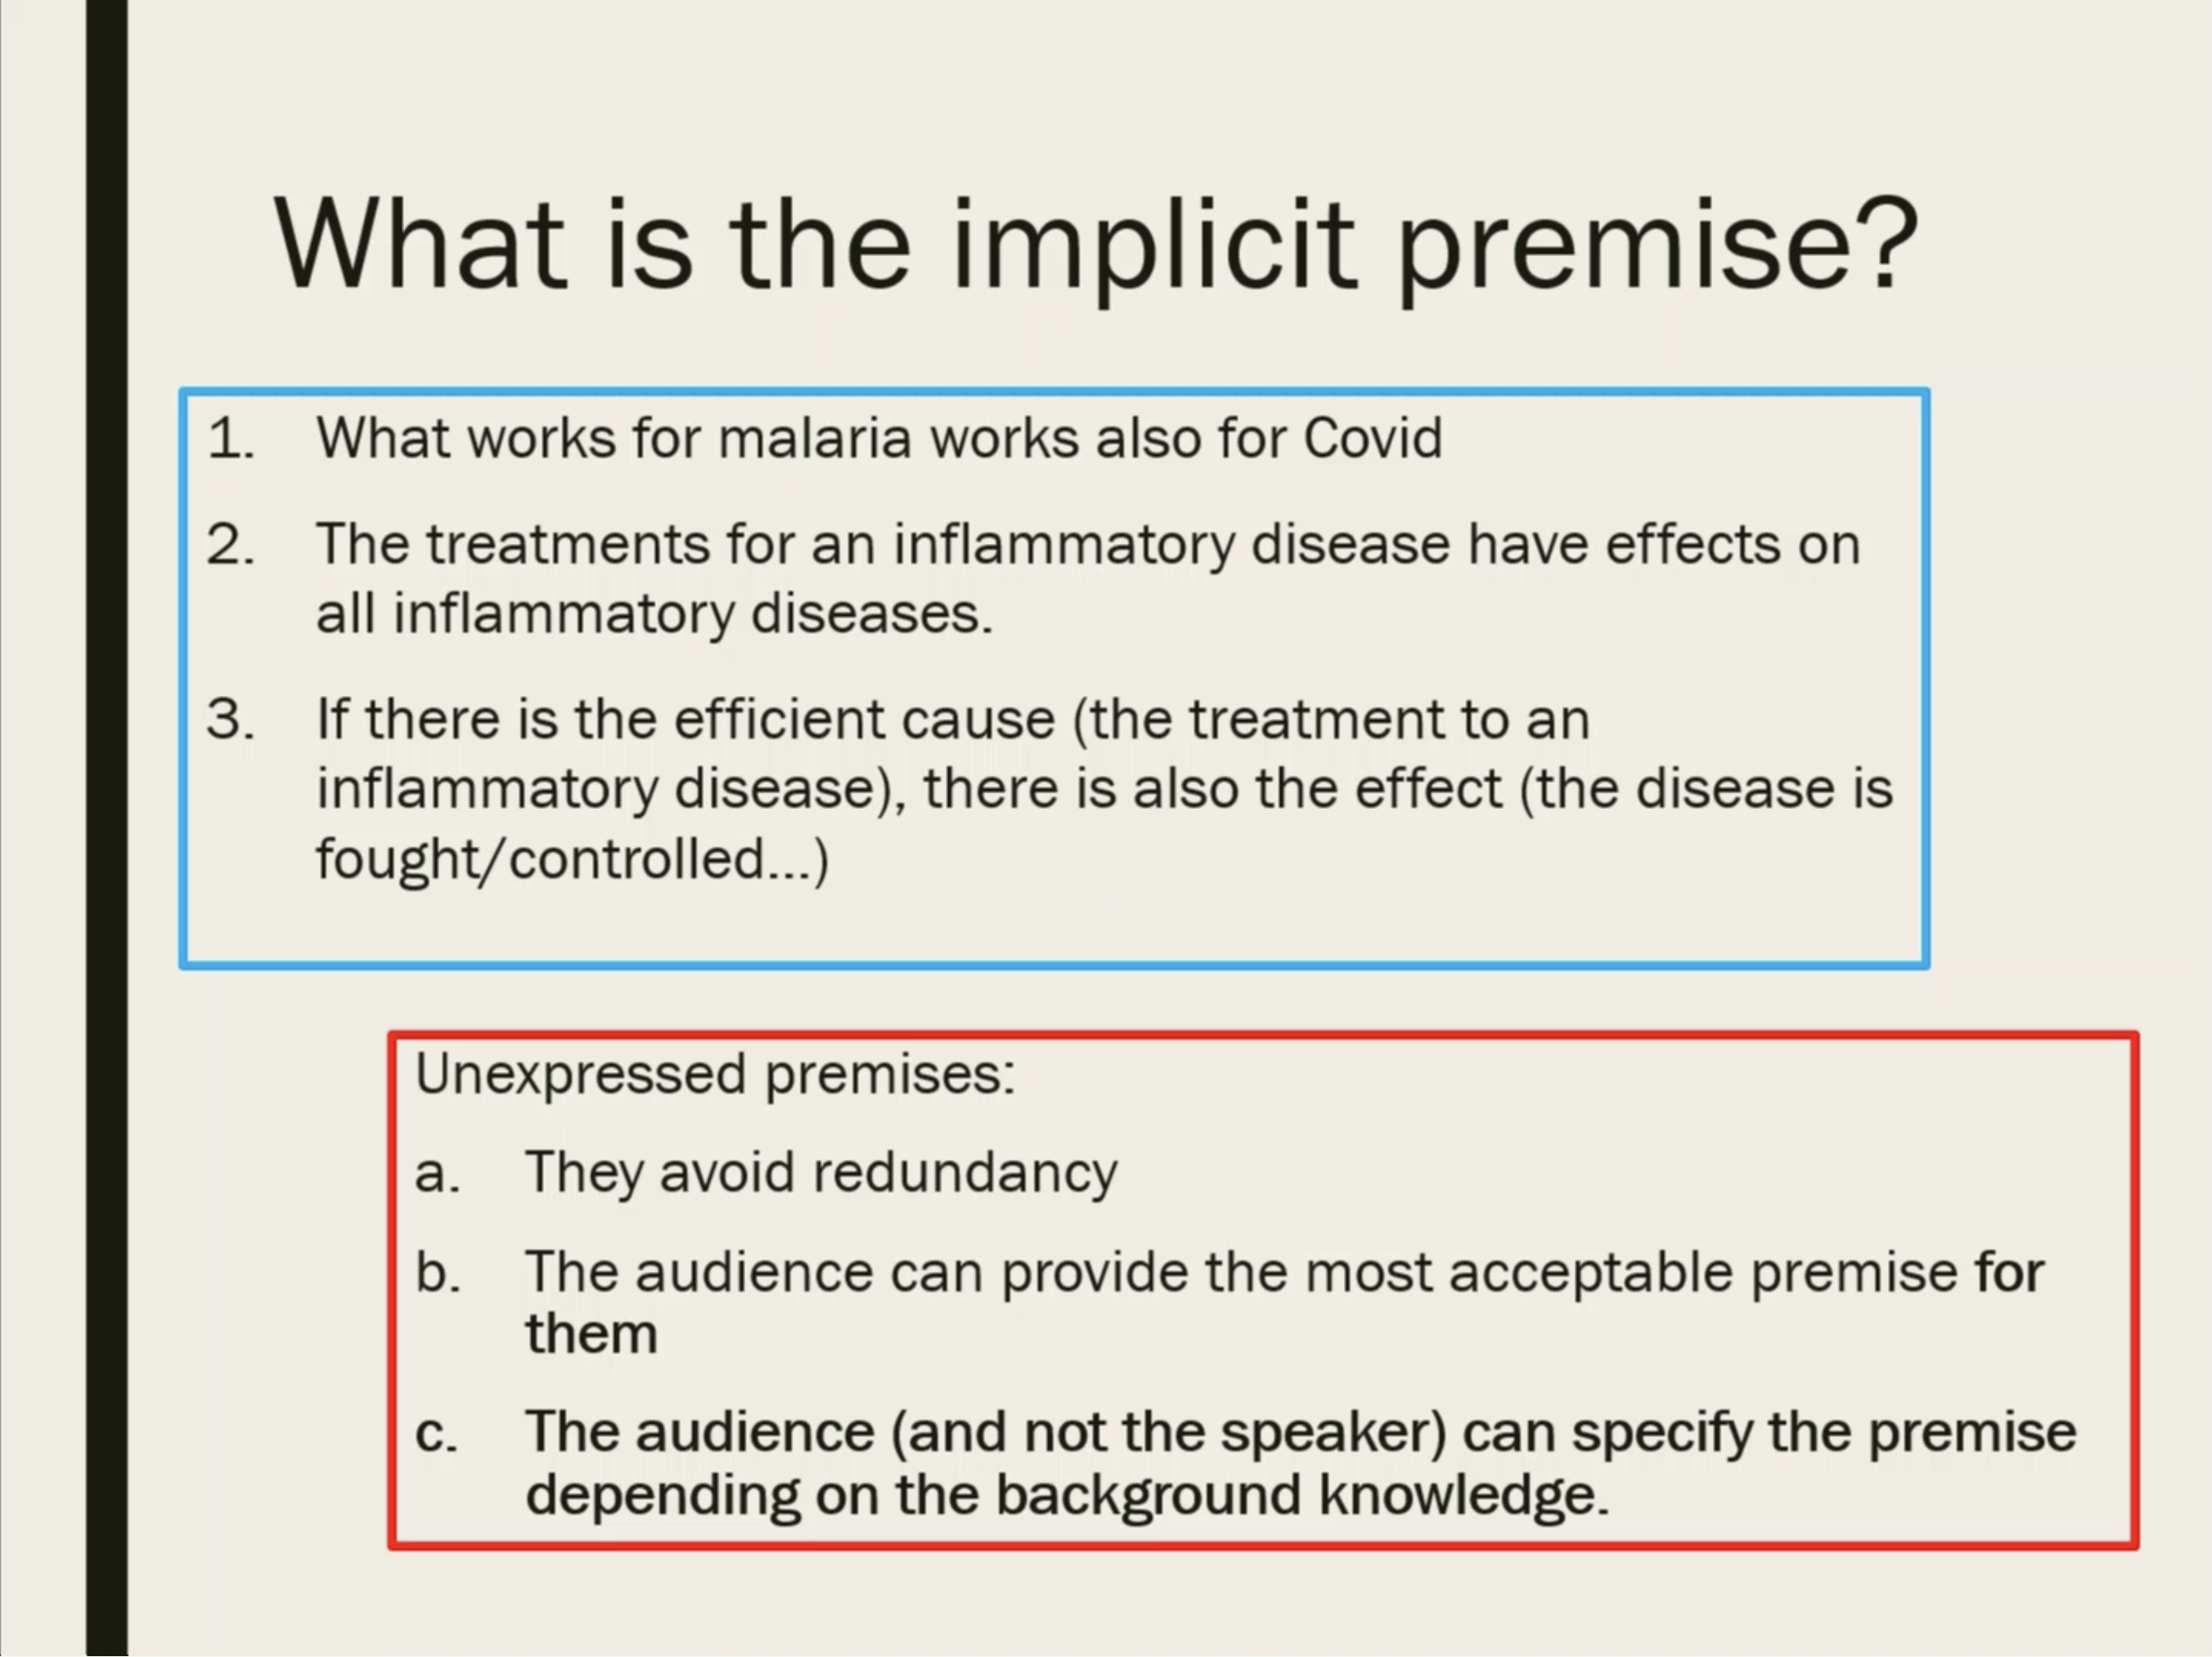 What is the implicit premise?
1. What works for malaria works also for Covid
2. The treatments for an inflammatory disease have effects on
all inflammatory diseases.
3. If there is the efficient cause (the treatment to an
inflammatory disease), there is also the effect (the disease is
fought/controlled...)
Unexpressed premises:
a. They avoid redundancy
b. The audience can provide the most acceptable premise for
them
c. The audience (and not the speaker) can specify the premise
depending on the background knowledge.